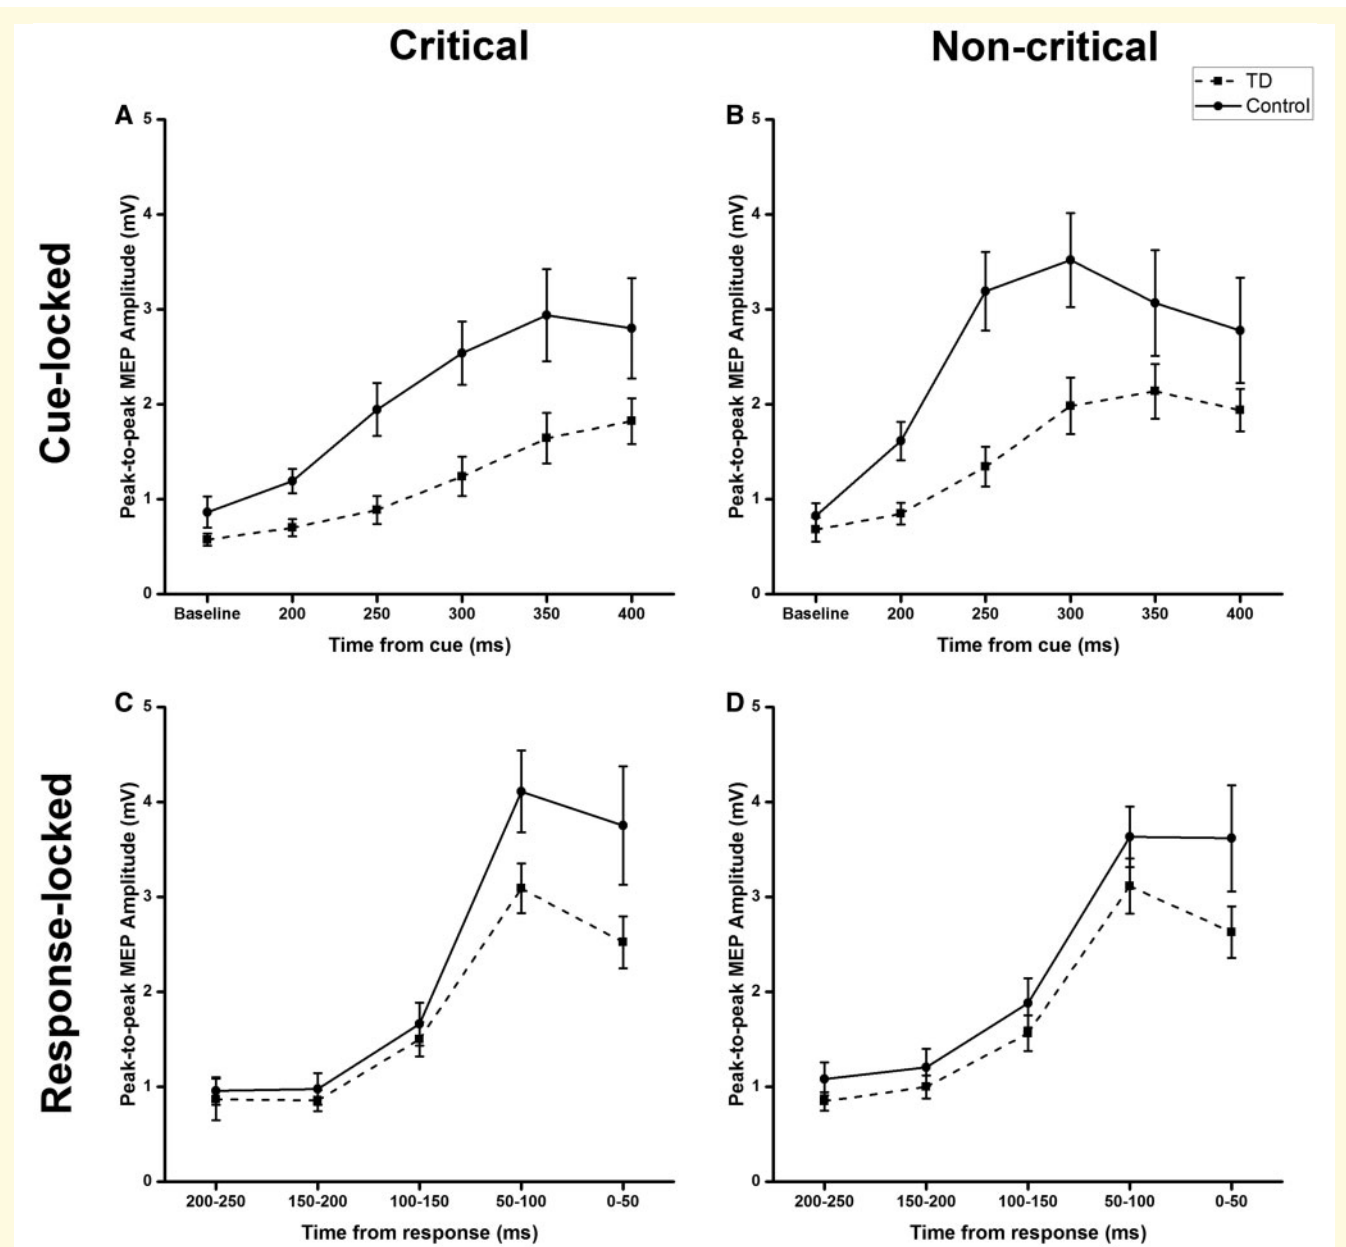 Critical
Non-critical
TD
Control
Cue-locked
A
Peak-to-peak MEP Amplitude (mV)
5
4
3
2
1
0
Baseline 200 250 300 350 400
Time from cue (ms)
B
Peak-to-peak MEP Amplitude (mV)
5
4
3
2
1
0
Baseline 200 250 300 350 400
Time from cue (ms)
Response-locked
C
Peak-to-peak MEP Amplitude (mV)
5
4
3
2
1
0
200-250 150-200 100-150 50-100 0-50
Time from response (ms)
D
Peak-to-peak MEP Amplitude (mV)
5
4
3
2
1
0
200-250 150-200 100-150 50-100 0-50
Time from response (ms)